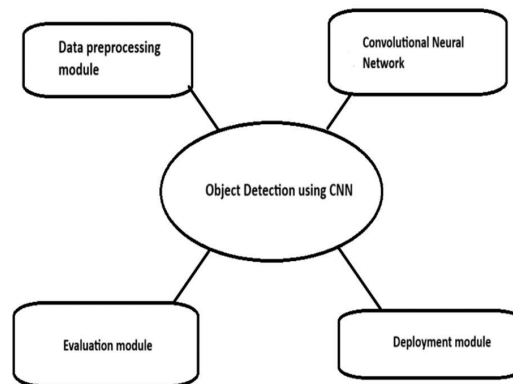 Data preprocessing
module
Convolutional Neural
Network
Object Detection using CNN
Evaluation module
Deployment module